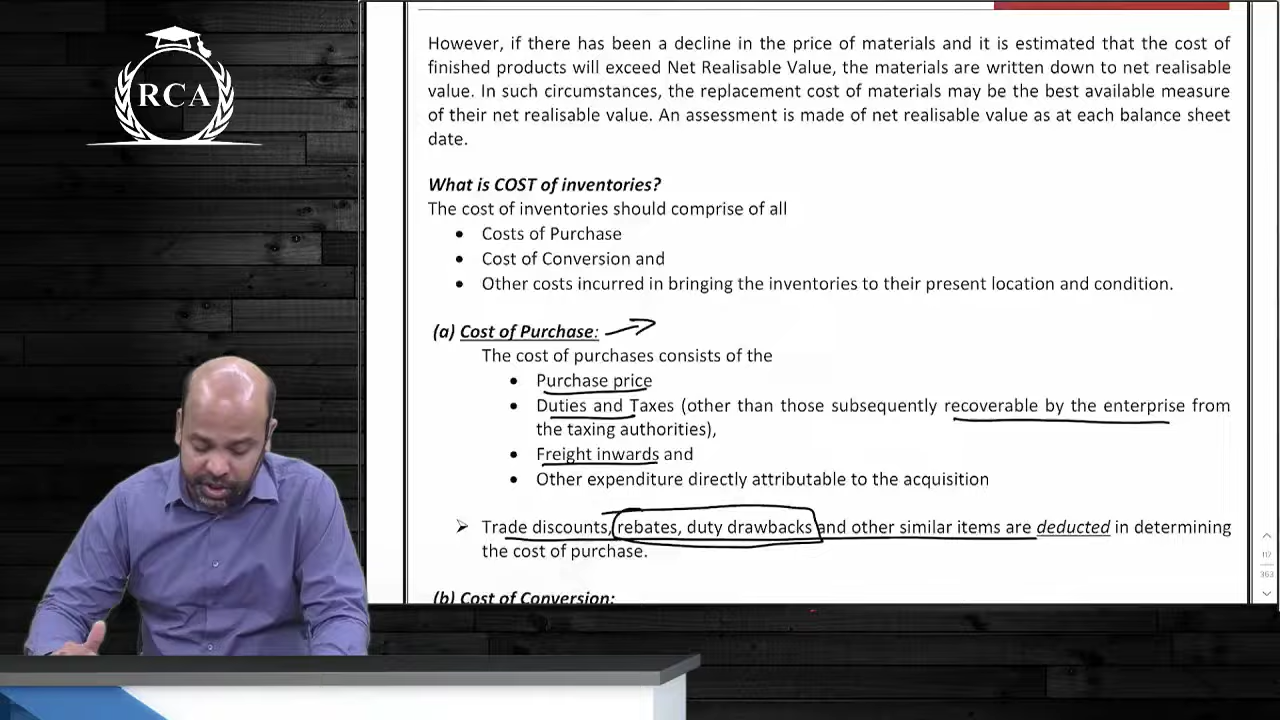 RCA
However, if there has been a decline in the price of materials and it is estimated that the cost of
finished products will exceed Net Realisable Value, the materials are written down to net realisable
value. In such circumstances, the replacement cost of materials may be the best available measure
of their net realisable value. An assessment is made of net realisable value as at each balance sheet
date.
What is COST of inventories?
The cost of inventories should comprise of all
• Costs of Purchase
• Cost of Conversion and
• Other costs incurred in bringing the inventories to their present location and condition.
(a) Cost of Purchase:
The cost of purchases consists of the
• Purchase price
• Duties and Taxes (other than those subsequently recoverable by the enterprise from
the taxing authorities),
• Freight inwards and
• Other expenditure directly attributable to the acquisition
➢ Trade discounts, rebates, duty drawbacks and other similar items are deducted in determining
the cost of purchase.
(b) Cost of Conversion:
363